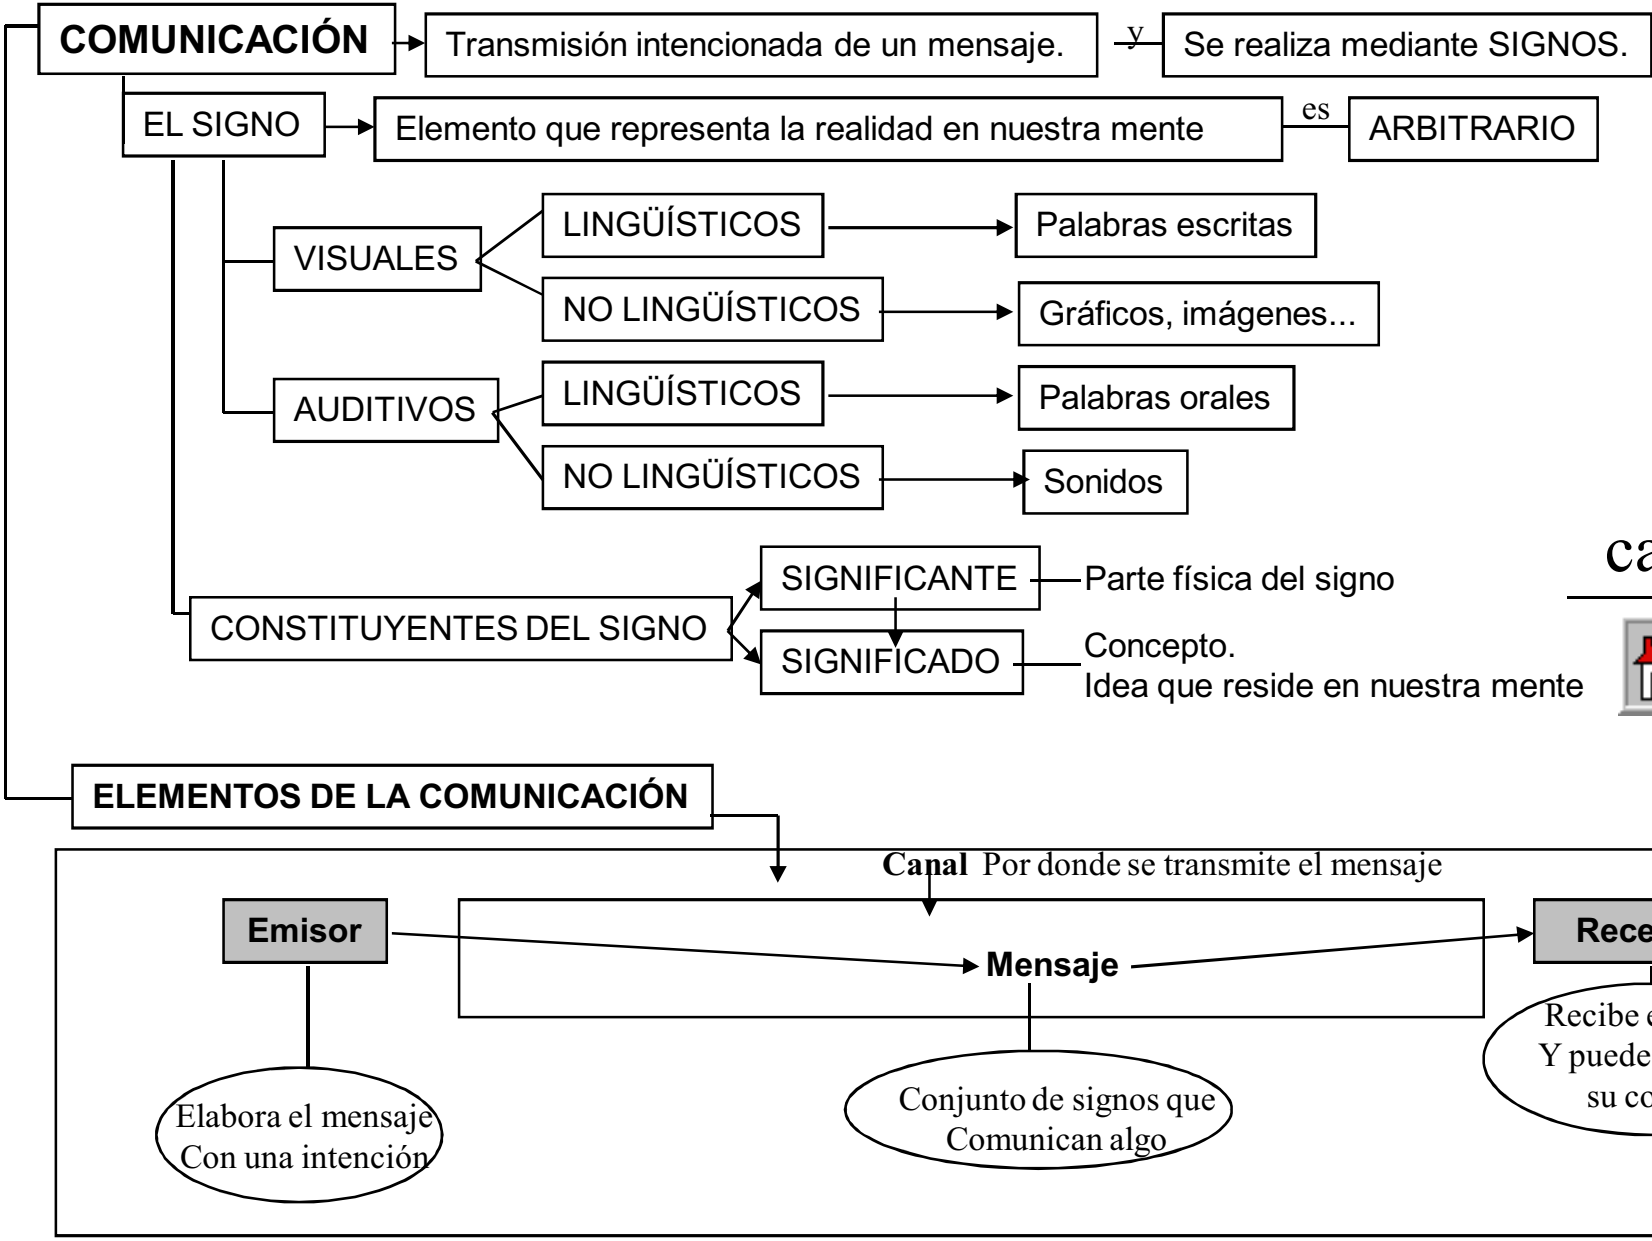 COMUNICACIÓN
Transmisión intencionada de un mensaje.
y
Se realiza mediante SIGNOS.
EL SIGNO
Elemento que representa la realidad en nuestra mente
es
ARBITRARIO
VISUALES
LINGÜÍSTICOS
Palabras escritas
NO LINGÜÍSTICOS
Gráficos, imágenes...
AUDITIVOS
LINGÜÍSTICOS
Palabras orales
NO LINGÜÍSTICOS
Sonidos
CONSTITUYENTES DEL SIGNO
SIGNIFICANTE
Parte física del signo
SIGNIFICADO
Concepto.
Idea que reside en nuestra mente
ELEMENTOS DE LA COMUNICACIÓN
Canal Por donde se transmite el mensaje
Emisor
Mensaje
Elabora el mensaje
Con una intención
Conjunto de signos que
Comunican algo
Recibe
Y puede
su